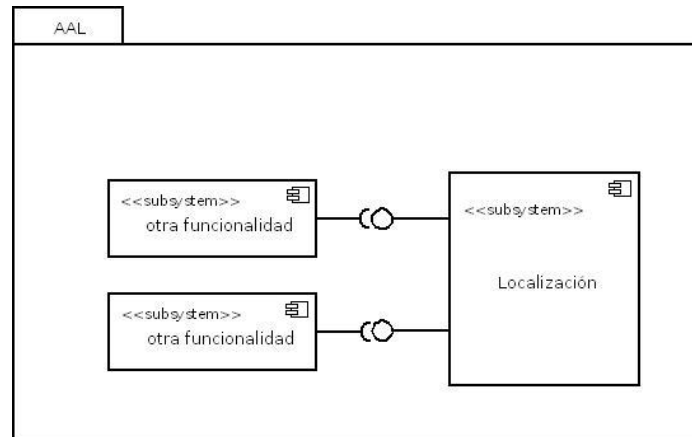 AAL
<<subsystem>>
otra funcionalidad
<<subsystem>>
Localización
<<subsystem>>
otra funcionalidad